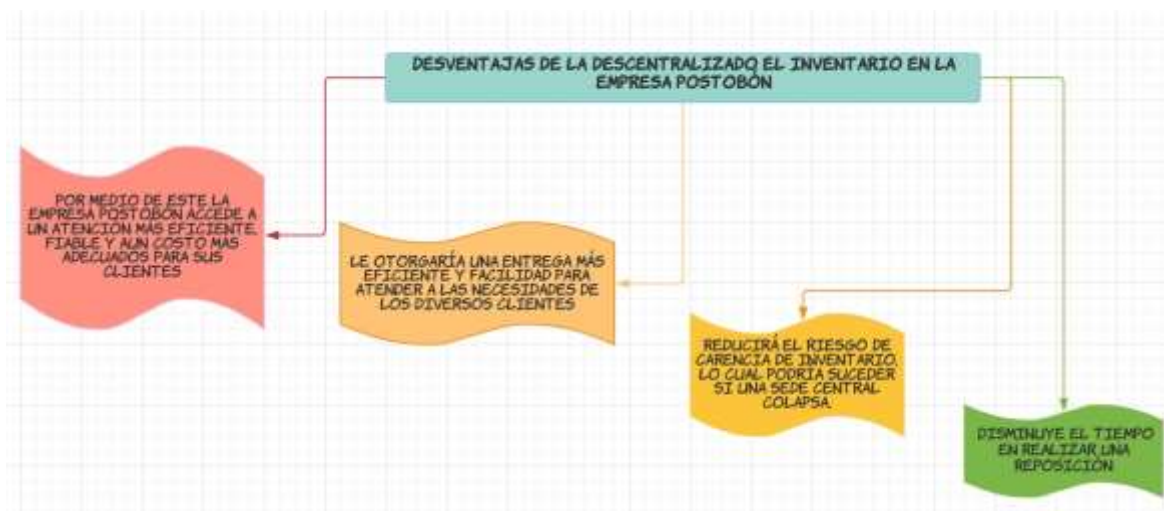 DESVENTAJAS DE LA DESCENTRALIZADO EL INVENTARIO EN LA
EMPRESA POSTOBÓN
POR MEDIO DE ESTE LA
EMPRESA POSTOBÓN ACCEDE A
UN ATENCIÓN MÁS EFICIENTE,
FIABLE Y AUN COSTO MÁS
ADECUADOS PARA SUS
CLIENTES
LE OTORGARÍA UNA ENTREGA MÁS
EFICIENTE Y FACILIDAD PARA
ATENDER A LAS NECESIDADES DE
LOS DIVERSOS CLIENTES
REDUCIRÁ EL RIESGO DE
CARENCIA DE INVENTARIO,
LO CUAL PODRÍA SUCEDER
SI UNA SEDE CENTRAL
COLAPSA.
DISMINUYE EL TIEMPO
EN REALIZAR UNA
REPOSICIÓN